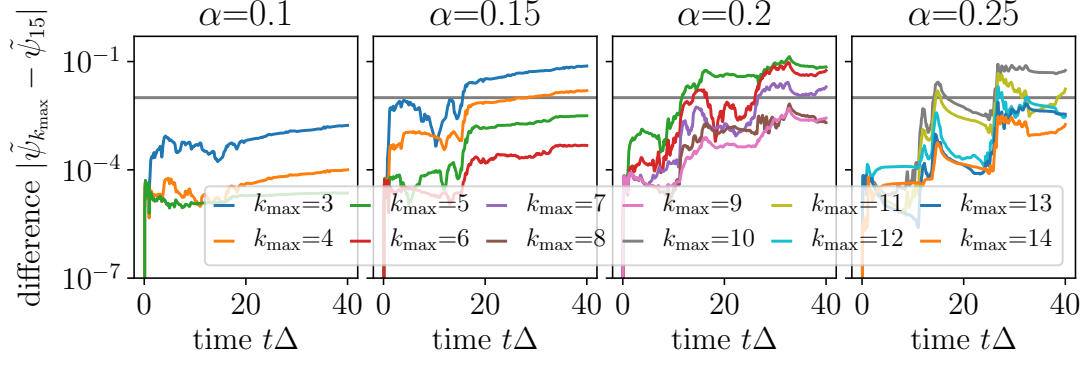 α=0.1 α=0.15 α=0.2 α=0.25
difference |ψ̃_{k_max} − ψ̃_{15}|
10^{-1}
10^{-4}
10^{-7}
k_max=3 k_max=5 k_max=7 k_max=9 k_max=11 k_max=13
k_max=4 k_max=6 k_max=8 k_max=10 k_max=12 k_max=14
0 20 40 0 20 40 0 20 40 0 20 40
time tΔ time tΔ time tΔ time tΔ